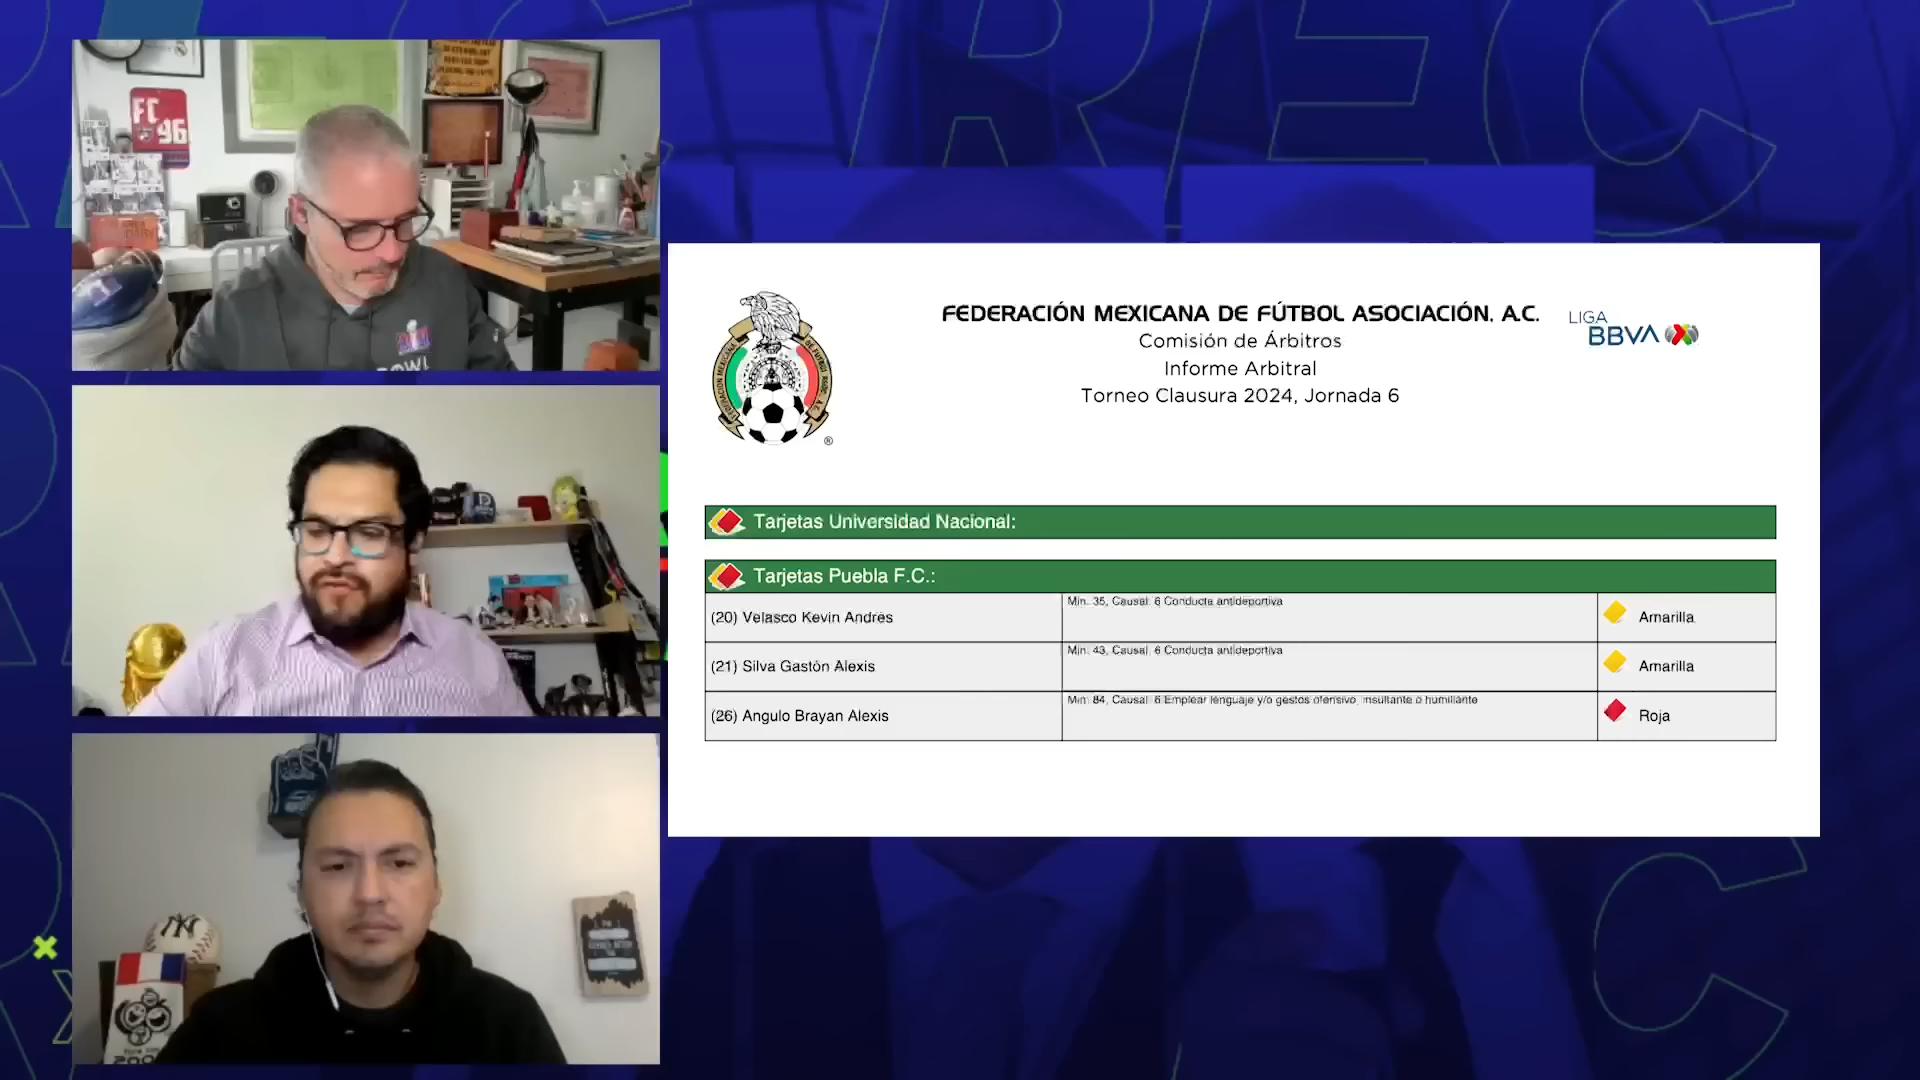 FC
96
NY
BOWL
FEDERACIÓN MEXICANA DE FÚTBOL ASOCIACIÓN, A.C.
Comisión de Árbitros
Informe Arbitral
Torneo Clausura 2024, Jornada 6
LIGA
BBVA MX
®
Tarjetas Universidad Nacional:
Tarjetas Puebla F.C.:
(20) Velasco Kevin Andrés
Min. 35, Causal: 6 Conducta antideportiva
Amarilla
(21) Silva Gastón Alexis
Min. 43, Causal: 6 Conducta antideportiva
Amarilla
(26) Angulo Brayan Alexis
Min. 84, Causal: 6 Emplear lenguaje y/o gestos ofensivo, insultante o humillante
Roja